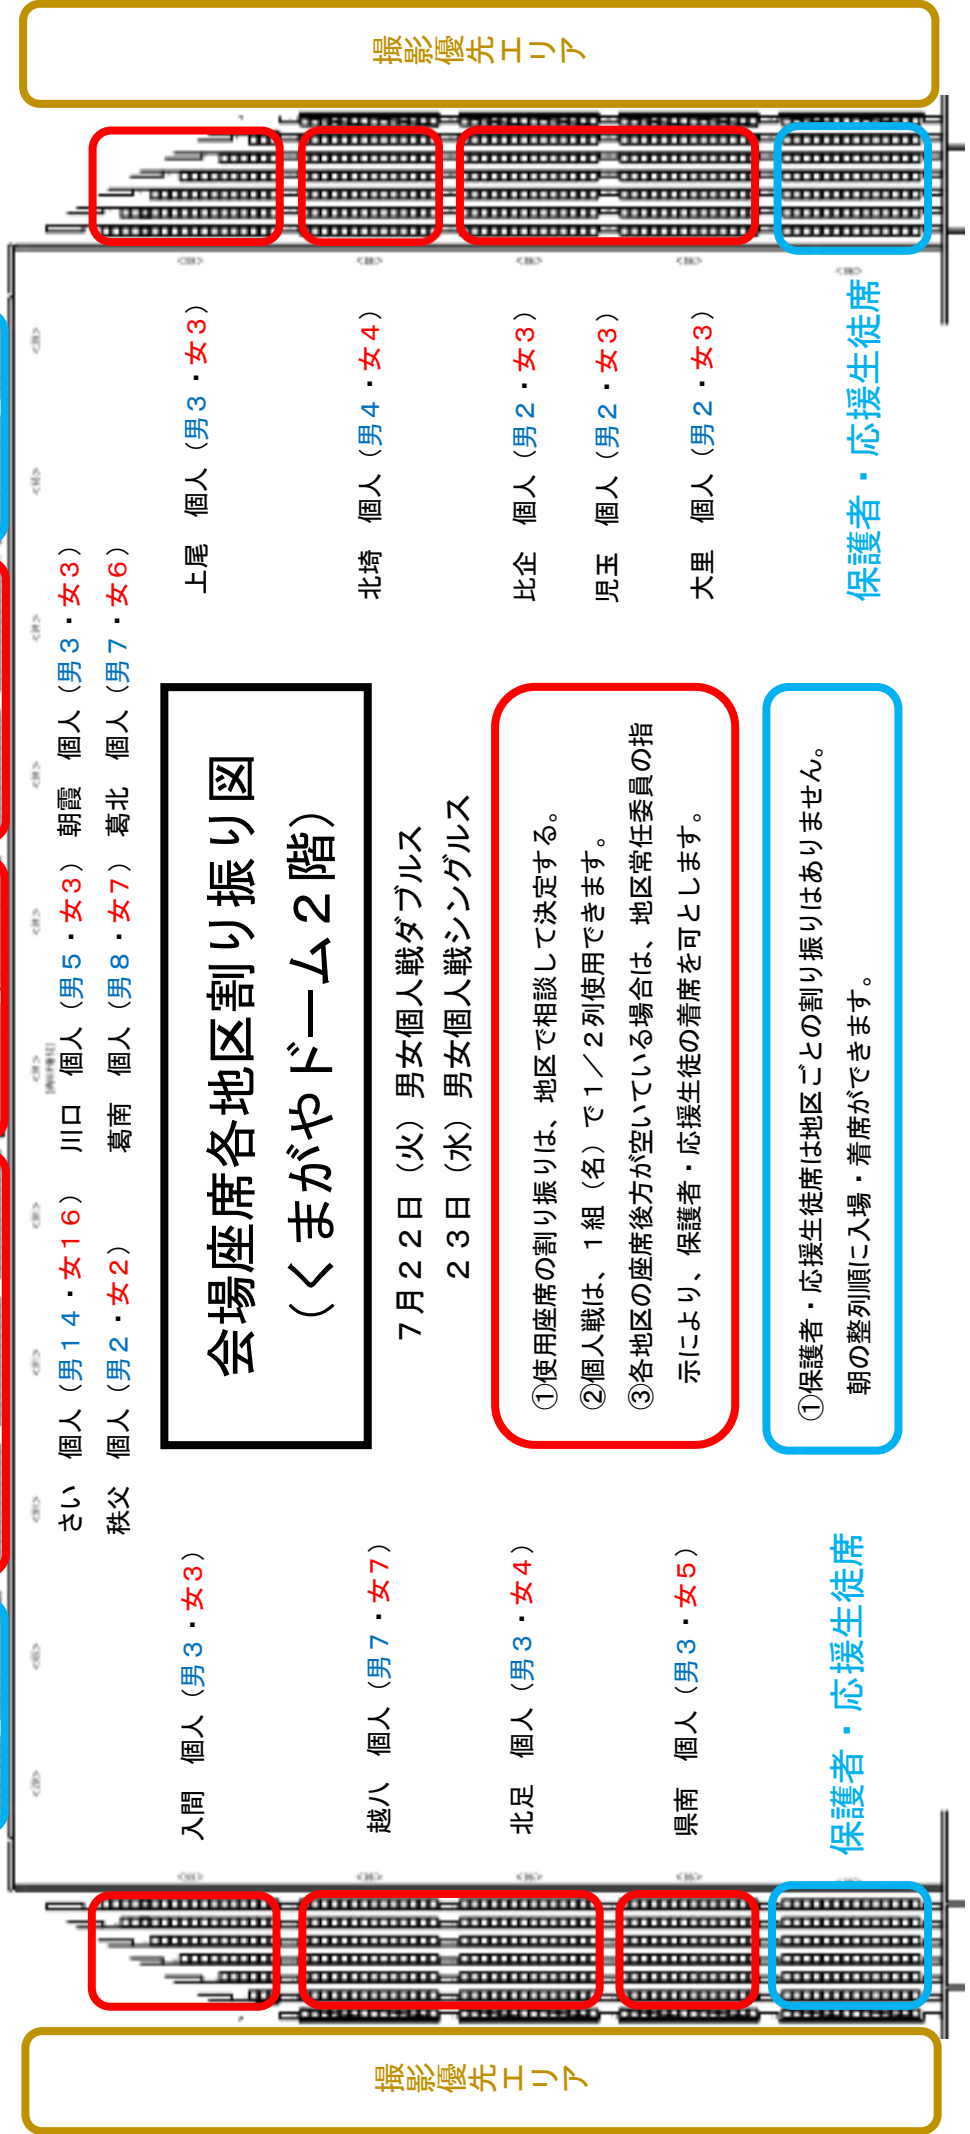 撮影優先エリア
さい　個人（男１４・女１６）
秩父　個人（男２・女２）
川口　個人（男５・女３）
葛南　個人（男８・女７）
朝霞　個人（男３・女３）
葛北　個人（男７・女６）
会場座席各地区割り振り図
（くまがやドーム２階）
７月２２日（火）男女個人戦ダブルス
２３日（水）男女個人戦シングルス
①使用座席の割り振りは、地区で相談して決定する。
②個人戦は、１組（名）で１／２列使用できます。
③各地区の座席後方が空いている場合は、地区常任委員の指
示により、保護者・応援生徒の着席を可とします。
①保護者・応援生徒席は地区ごとの割り振りはありません。
朝の整列順に入場・着席ができます。
入間　個人（男３・女３）
越八　個人（男７・女７）
北足　個人（男３・女４）
県南　個人（男３・女５）
保護者・応援生徒席
上尾　個人（男３・女３）
北埼　個人（男４・女４）
比企　個人（男２・女３）
児玉　個人（男２・女３）
大里　個人（男２・女３）
保護者・応援生徒席
撮影優先エリア